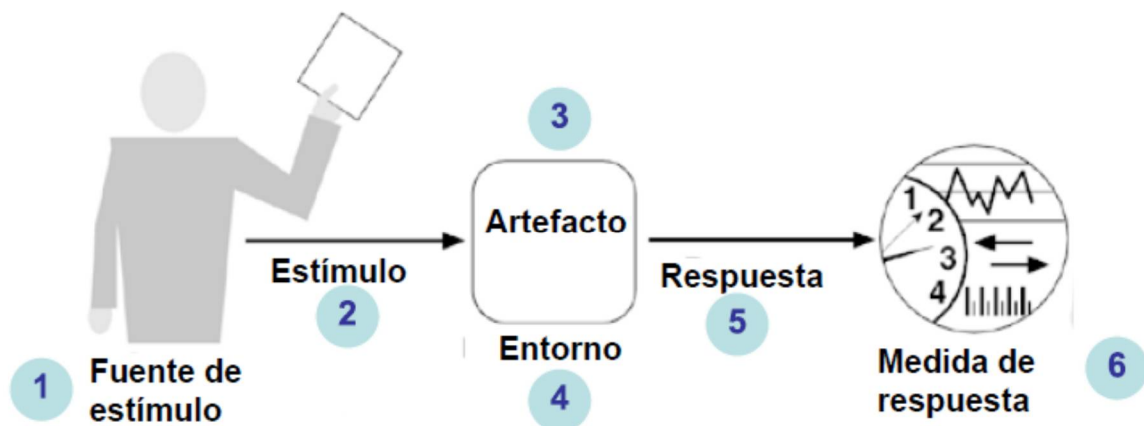 3
Artefacto
1
2
3
4
Estímulo
2
Respuesta
5
Entorno
4
1
Fuente de
estímulo
Medida de
respuesta
6